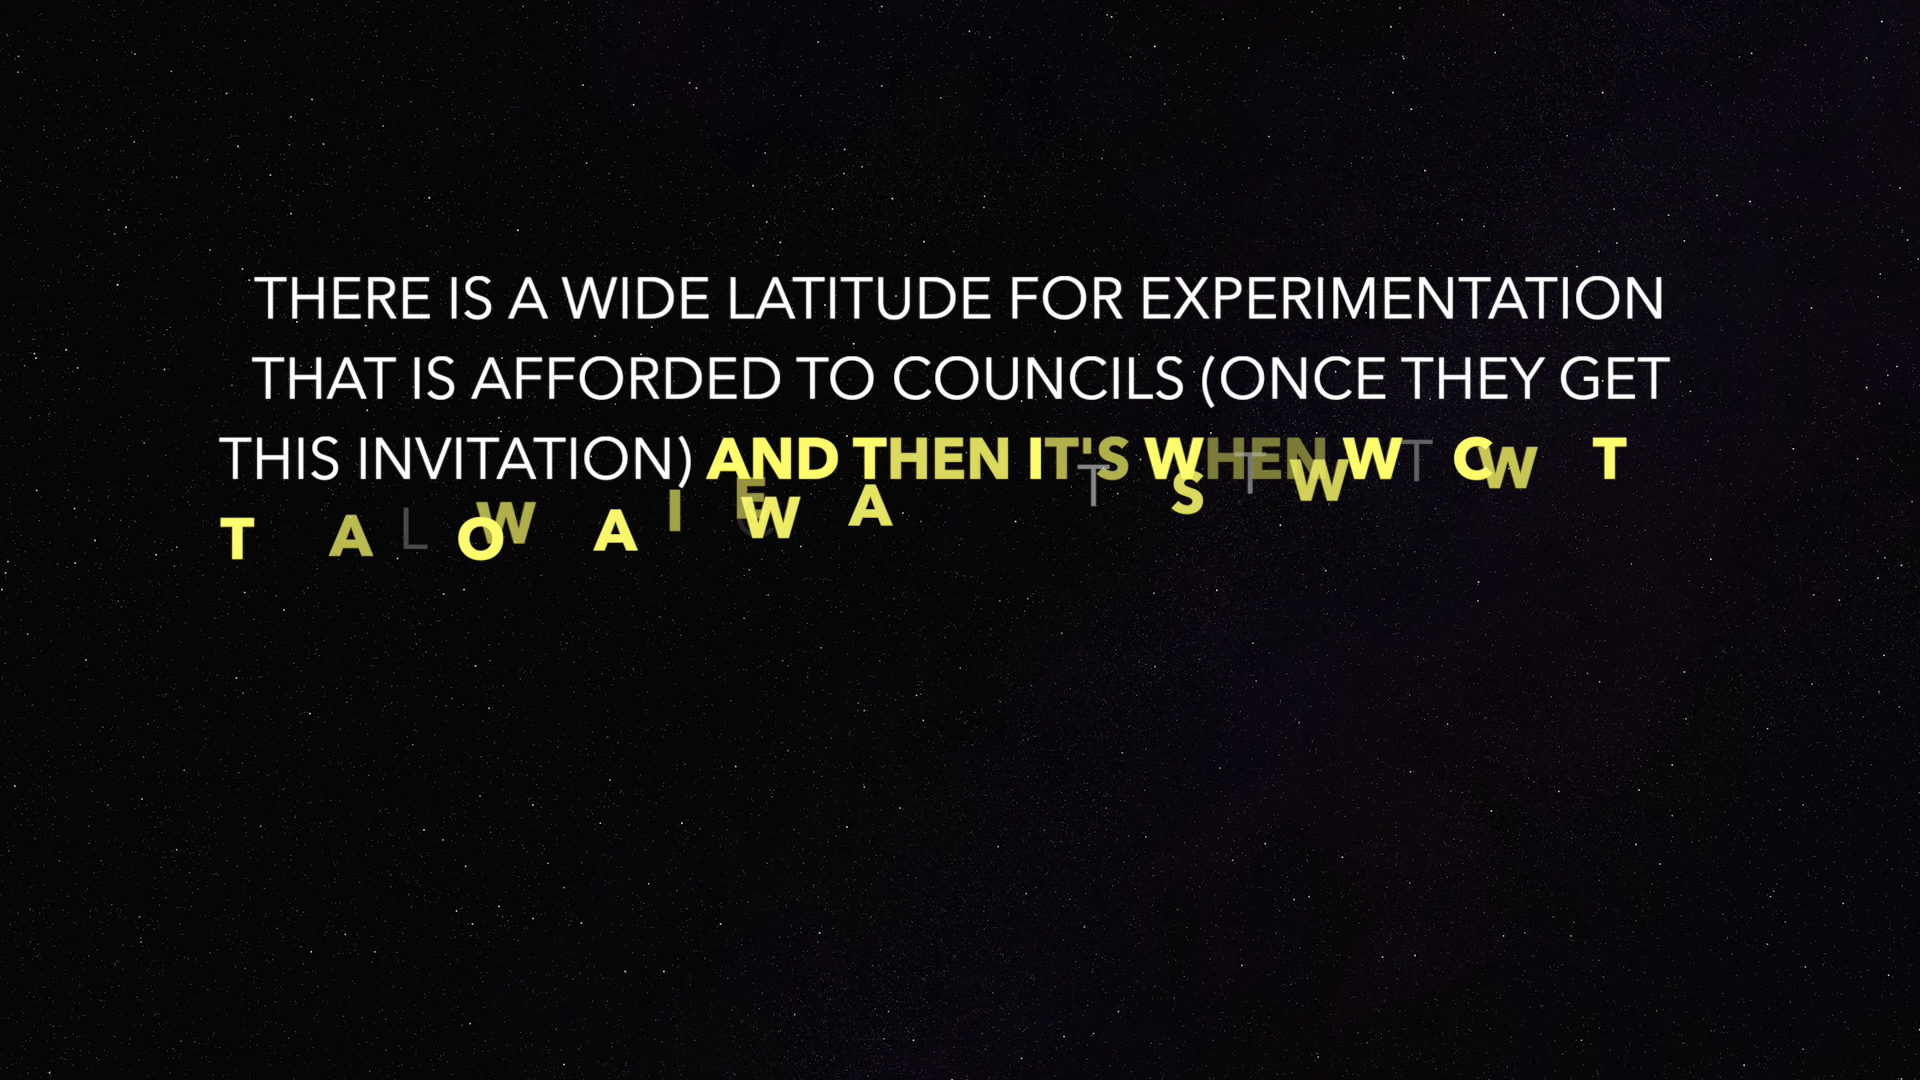 THERE IS A WIDE LATITUDE FOR EXPERIMENTATION
THAT IS AFFORDED TO COUNCILS (ONCE THEY GET
THIS INVITATION) AND THEN IT'S WHEN